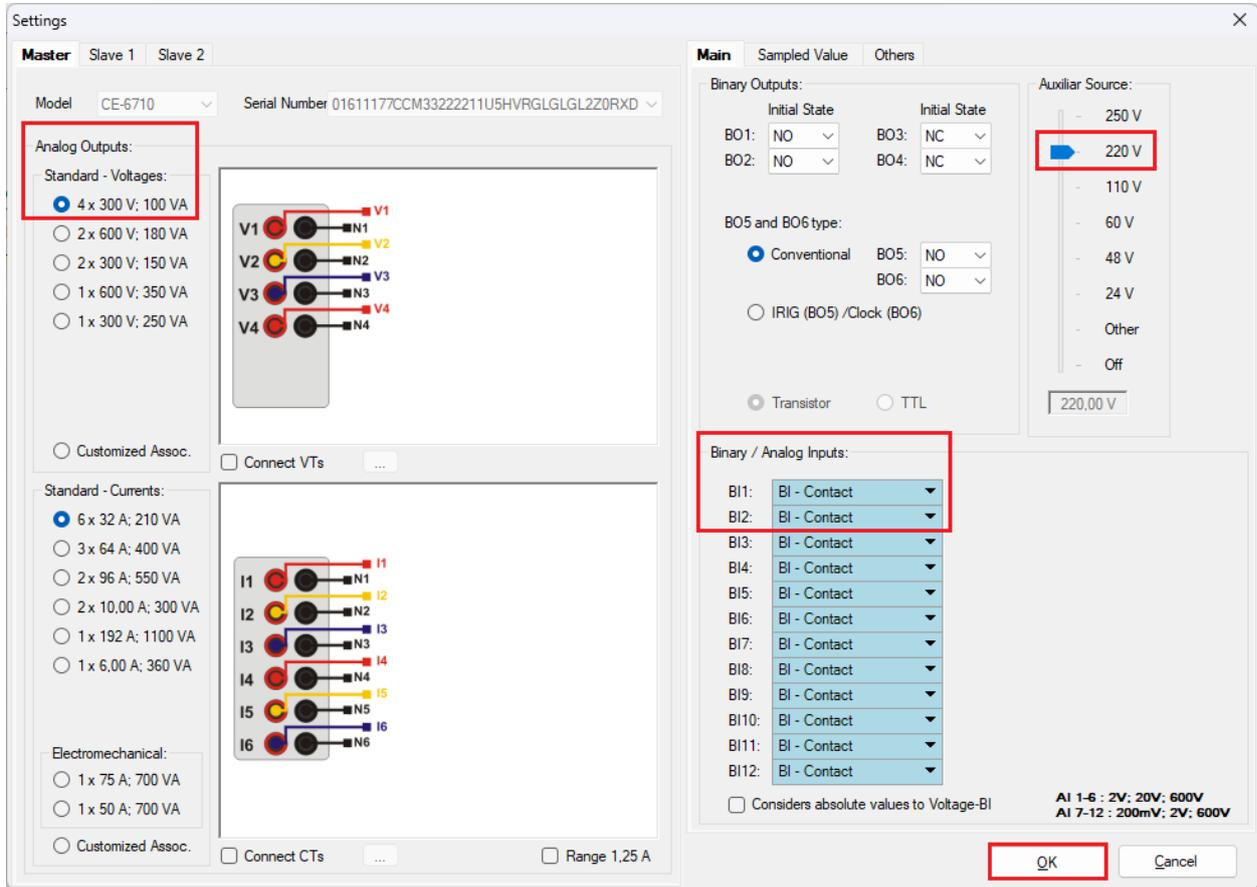 Settings
Master Slave 1 Slave 2
Model CE-6710 Serial Number 01611177CCM33222211U5HVRGLGLGL2Z0RXD
Analog Outputs:
Standard - Voltages:
4 x 300 V; 100 VA
2 x 600 V; 180 VA
2 x 300 V; 150 VA
1 x 600 V; 350 VA
1 x 300 V; 250 VA
Customized Assoc.
V1 V1
N1
V2 V2
N2
V3 V3
N3
V4 V4
N4
Connect VTs ...
Standard - Currents:
6 x 32 A; 210 VA
3 x 64 A; 400 VA
2 x 96 A; 550 VA
2 x 10,00 A; 300 VA
1 x 192 A; 1100 VA
1 x 6,00 A; 360 VA
Electromechanical:
1 x 75 A; 700 VA
1 x 50 A; 700 VA
Customized Assoc.
I1 I1
N1
I2 I2
N2
I3 I3
N3
I4 I4
N4
I5 I5
N5
I6 I6
N6
Connect CTs ... Range 1,25 A
Main Sampled Value Others
Binary Outputs:
Initial State Initial State
BO1: NO BO3: NC
BO2: NO BO4: NC
BO5 and BO6 type:
Conventional BO5: NO
BO6: NO
IRIG (BO5) /Clock (BO6)
Transistor TTL
Auxiliar Source:
250 V
220 V
110 V
60 V
48 V
24 V
Other
Off
220,00 V
Binary / Analog Inputs:
BI1: BI - Contact
BI2: BI - Contact
BI3: BI - Contact
BI4: BI - Contact
BI5: BI - Contact
BI6: BI - Contact
BI7: BI - Contact
BI8: BI - Contact
BI9: BI - Contact
BI10: BI - Contact
BI11: BI - Contact
BI12: BI - Contact
Considers absolute values to Voltage-BI
AI 1-6 : 2V; 20V; 600V
AI 7-12 : 200mV; 2V; 600V
OK Cancel